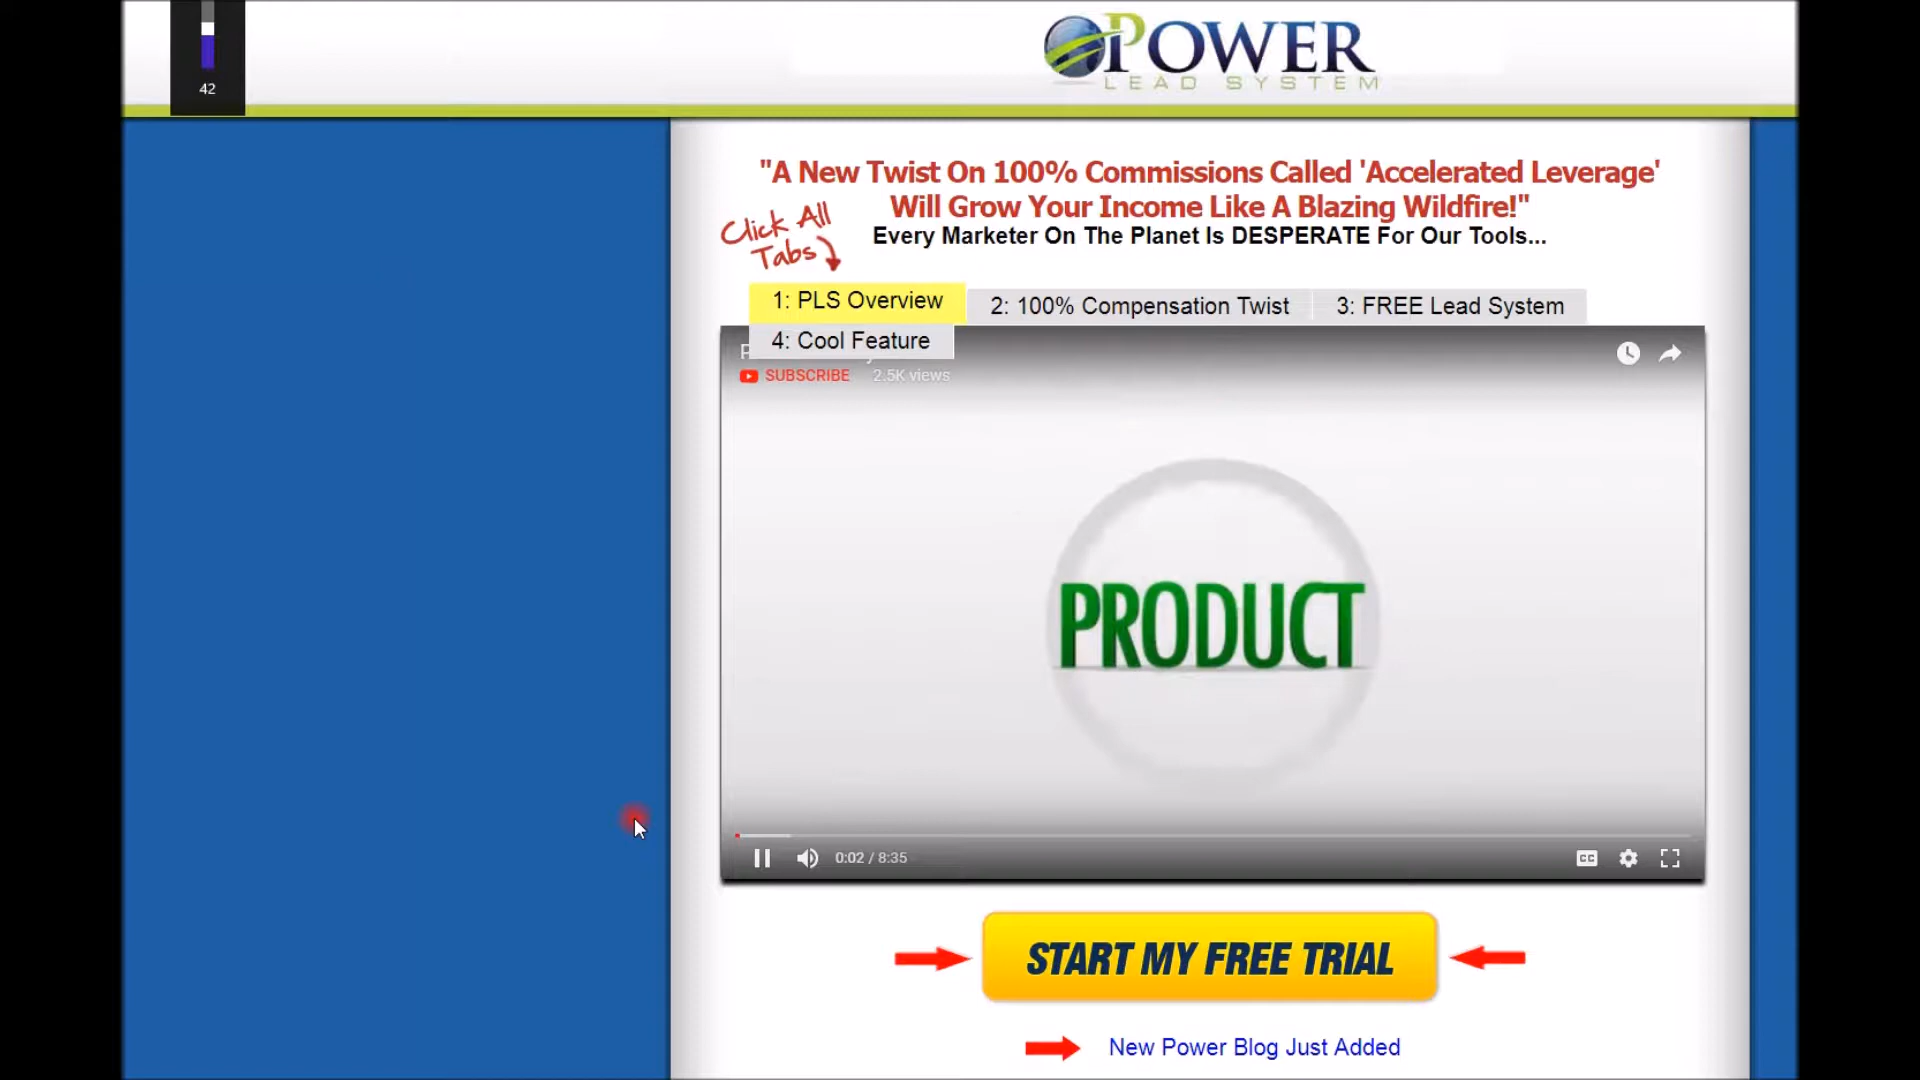 42
POWER
LEAD SYSTEM
"A New Twist On 100% Commissions Called 'Accelerated Leverage'
Will Grow Your Income Like A Blazing Wildfire!"
Click All
Tabs
Every Marketer On The Planet Is DESPERATE For Our Tools...
1: PLS Overview
2: 100% Compensation Twist
3: FREE Lead System
4: Cool Feature
SUBSCRIBE 2.5K views
PRODUCT
0:02 / 8:35
CC
START MY FREE TRIAL
New Power Blog Just Added